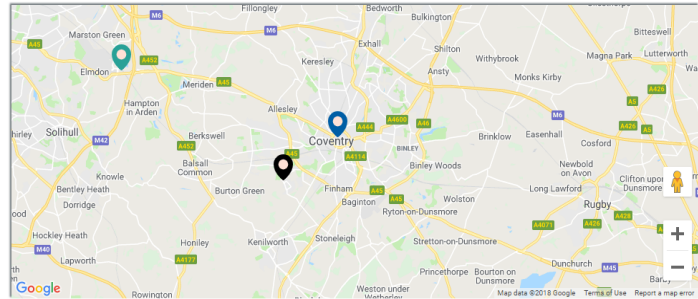 Fillongley
Bedworth
Bulkington
M6
Bitteswell
Marston Green
A45
M6
Exhall
Shilton
Withybrook
Magna Park
Lutterworth
A452
Keresley
Elmdon
Ansty
Monks Kirby
Meriden
A45
A426
Hampton
in Arden
Allesley
A5
A4600
A46
M6
Solihull
A444
A426
A5
M42
Berkswell
Coventry
Brinklow
Easenhall
Cosford
A452
A45
A4114
BINLEY
Balsall
Common
Binley Woods
Newbold
on Avon
Knowle
Clifton upon
Dunsmore
Bentley Heath
Burton Green
Finham
A45
Long Lawford
Dorridge
Baginton
A45
Wolston
Rugby
Ryton-on-Dunsmore
A4071
A426
A428
Hockley Heath
Honiley
Kenilworth
Stoneleigh
Stretton-on-Dunsmore
M40
Lapworth
A4177
Dunchurch
M45
Princethorpe
Bourton on
Dunsmore
Barby
Google
Rowington
Weston under
Wetherley
Map data ©2018 Google
Terms of Use
Report a map error